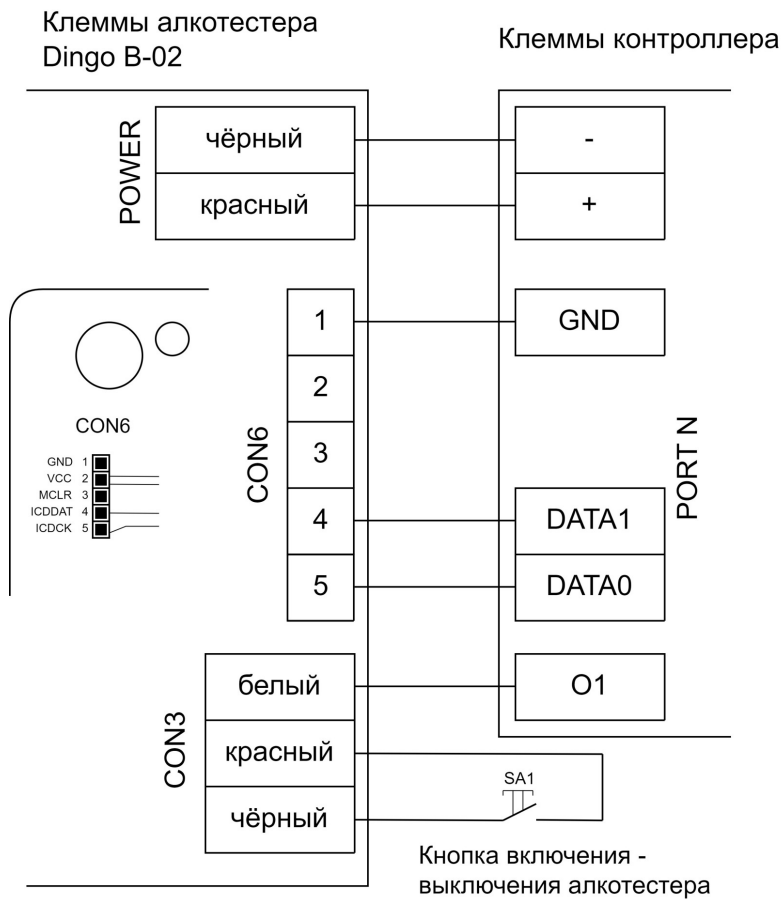 Клеммы алкотестера
Dingo B-02
Клеммы контроллера
POWER
чёрный
-
красный
+
1
GND
2
3
4
DATA1
5
DATA0
CON6
PORT N
CON6
GND 1
VCC 2
MCLR 3
ICDDAT 4
ICDCK 5
CON3
белый
O1
красный
чёрный
SA1
Кнопка включения -
выключения алкотестера